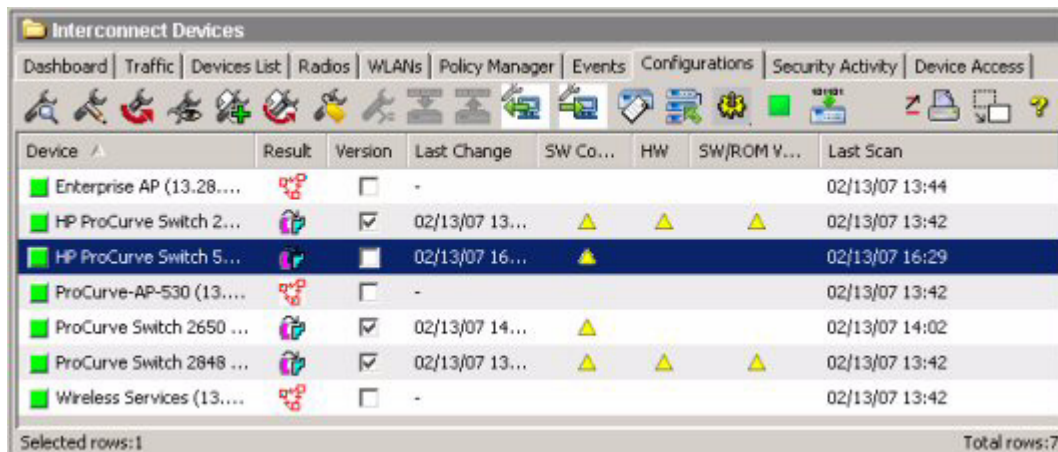 Interconnect Devices
Dashboard Traffic Devices List Radios WLANs Policy Manager Events Configurations Security Activity Device Access
Device Result Version Last Change SW Co... HW SW/ROM V... Last Scan
Enterprise AP (13.28.... - 02/13/07 13:44
HP ProCurve Switch 2... 02/13/07 13... 02/13/07 13:42
HP ProCurve Switch 5... 02/13/07 16... 02/13/07 16:29
ProCurve-AP-530 (13.... - 02/13/07 13:42
ProCurve Switch 2650 ... 02/13/07 14... 02/13/07 14:02
ProCurve Switch 2848 ... 02/13/07 13... 02/13/07 13:42
Wireless Services (13.... - 02/13/07 13:42
Selected rows:1 Total rows:7